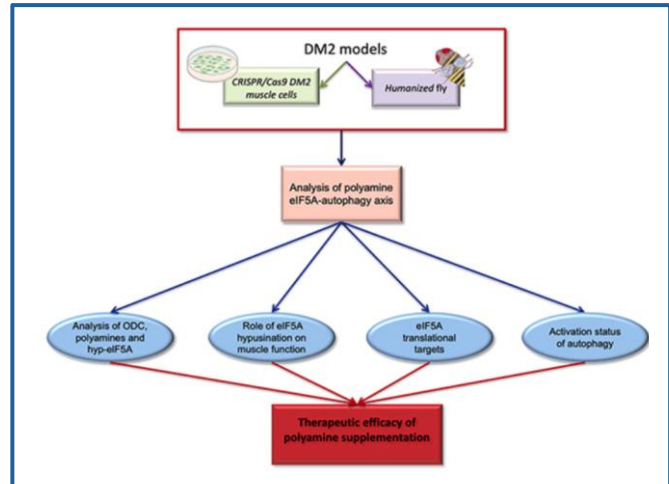 DM2 models
CRISPR/Cas9 DM2
muscle cells
Humanized fly
Analysis of polyamine
eIF5A-autophagy axis
Analysis of ODC,
polyamines and
hyp-eIF5A
Role of eIF5A
hypusination on
muscle function
eIF5A
translational
targets
Activation status
of autophagy
Therapeutic efficacy of
polyamine supplementation